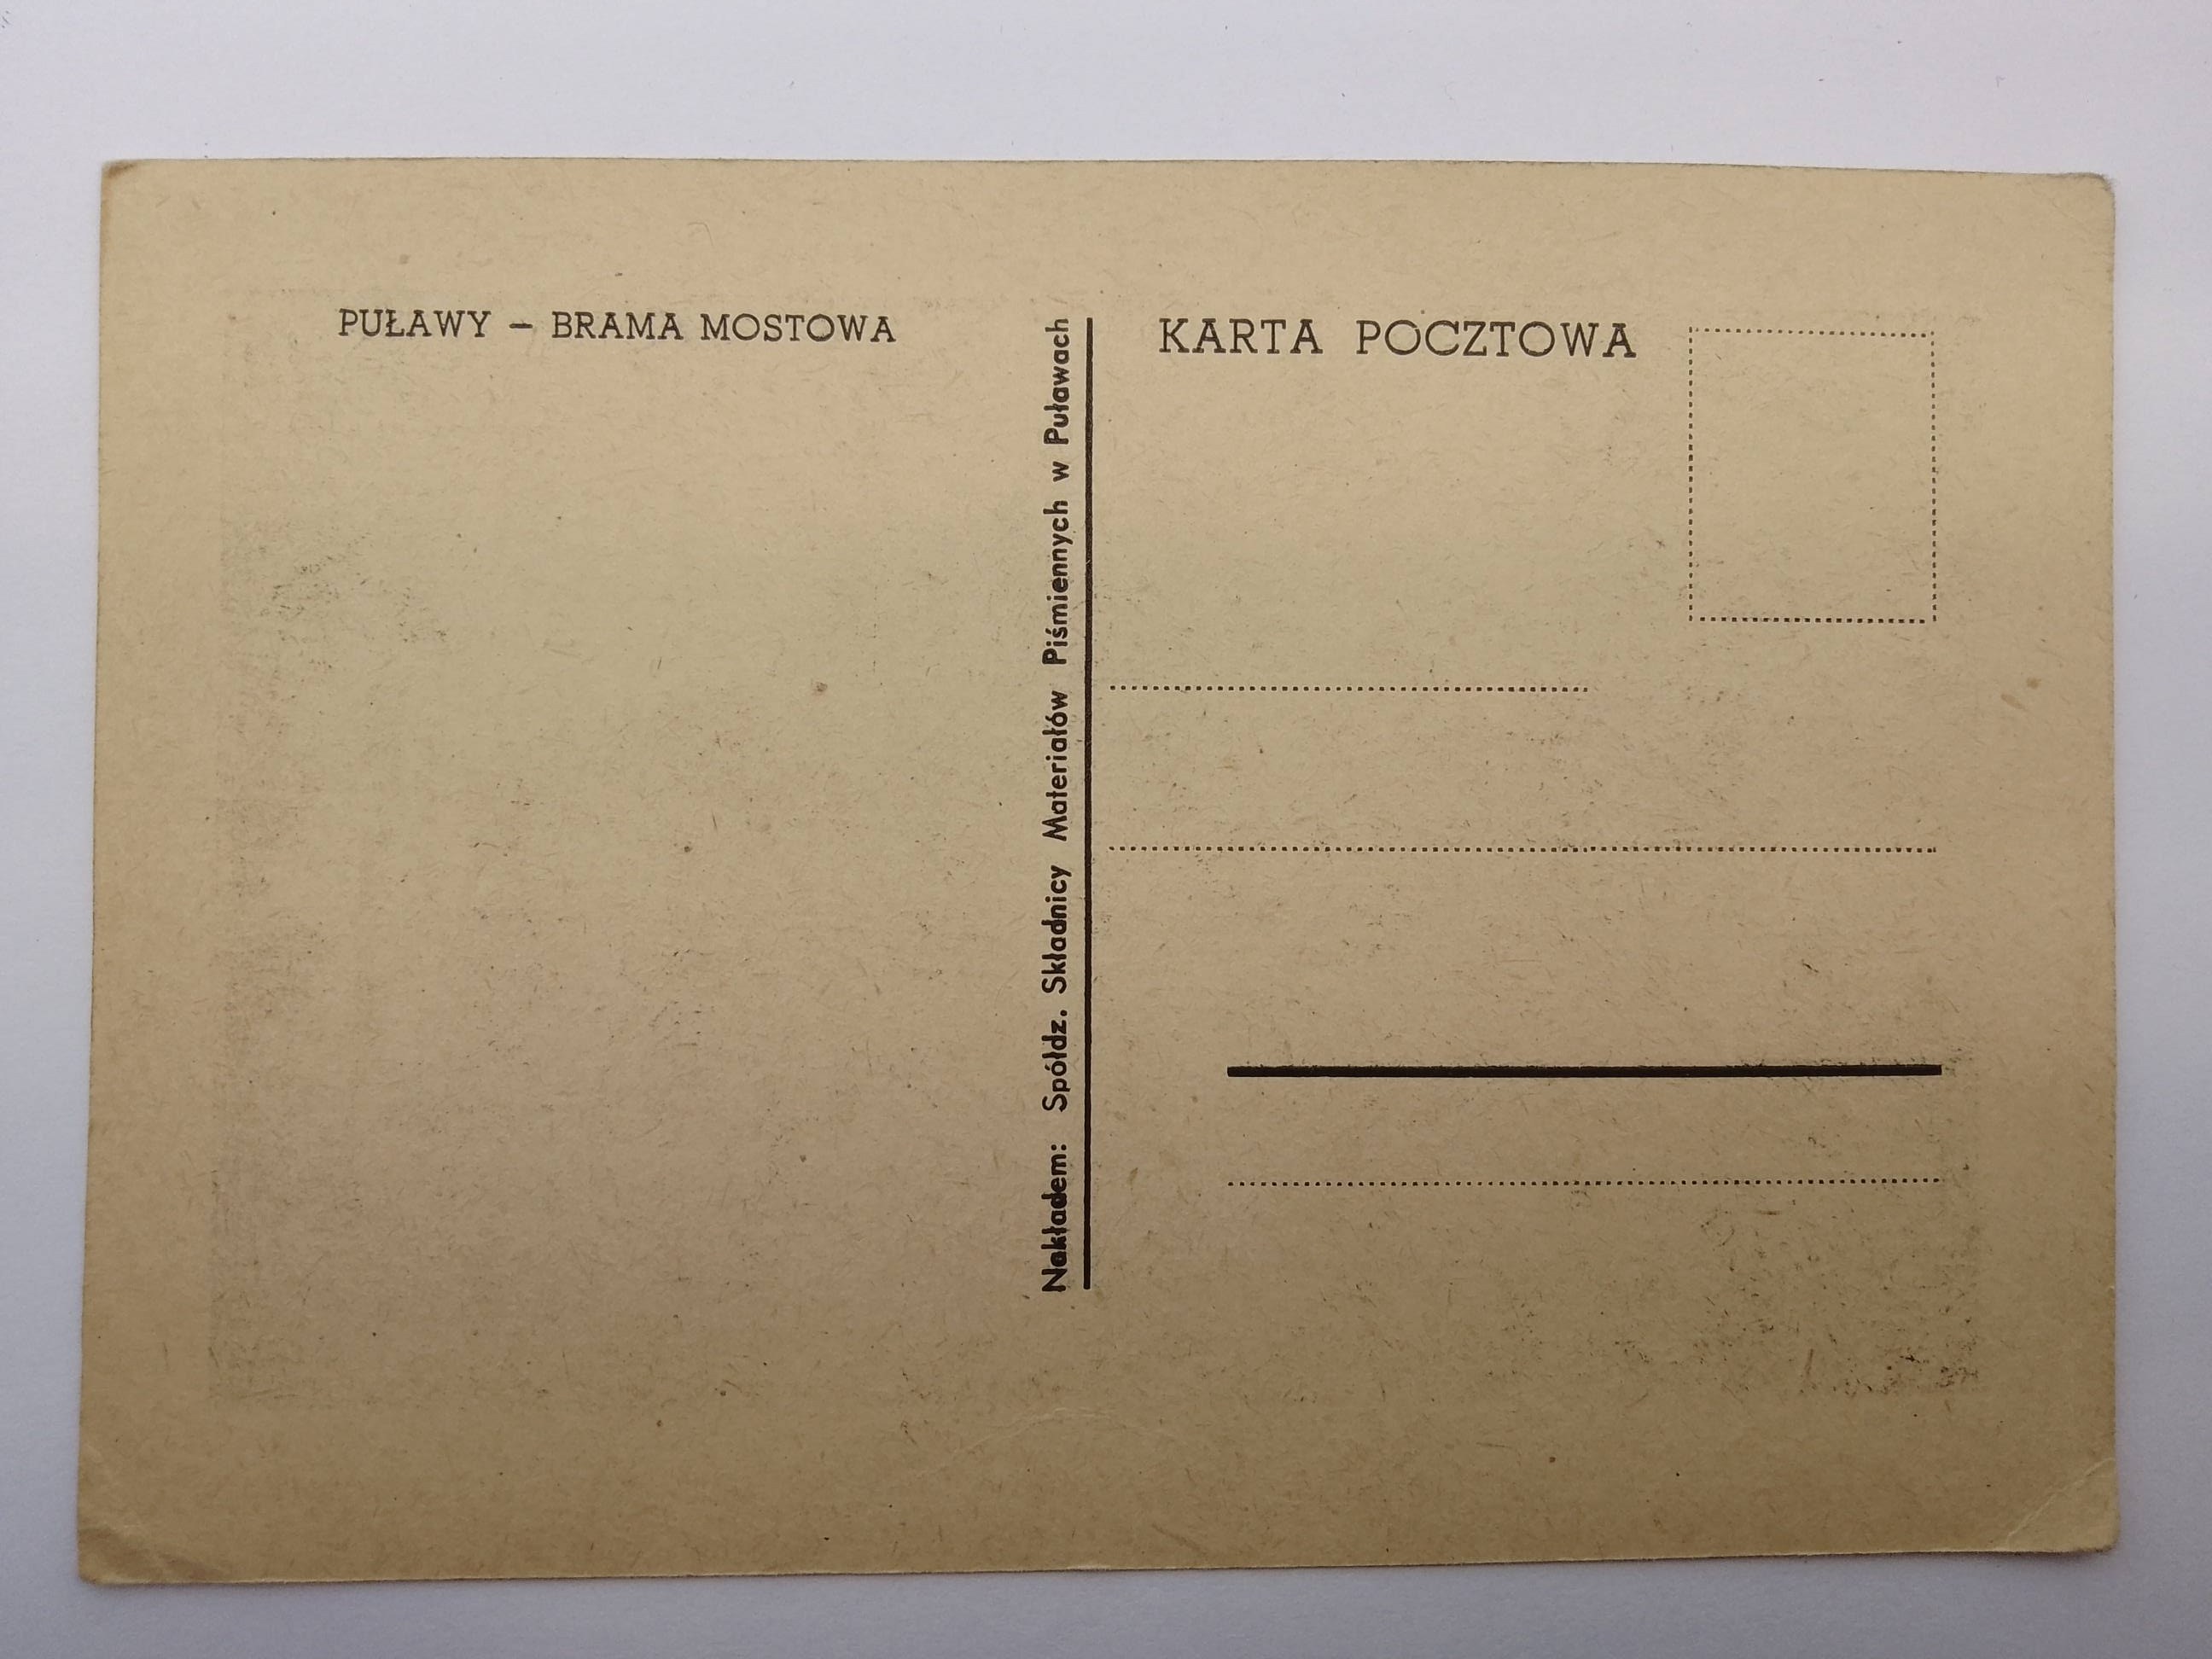 PUŁAWY – BRAMA MOSTOWA
Nakładem: Spółdz. Składnicy Materiałów Piśmiennych w Puławach
KARTA POCZTOWA